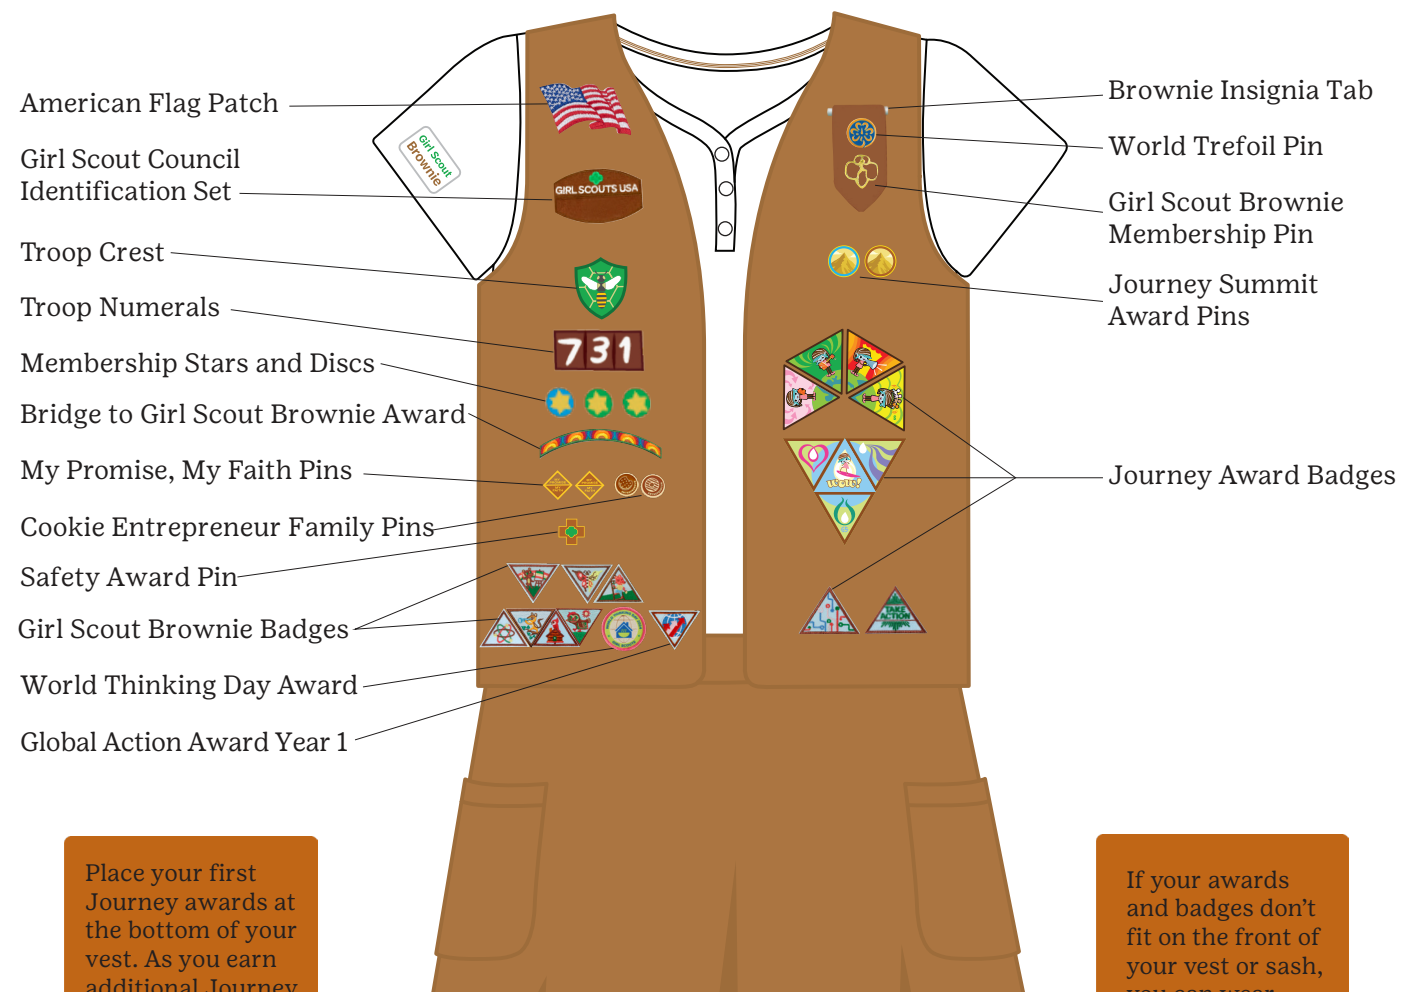 American Flag Patch
Girl Scout Council
Identification Set
Troop Crest
Troop Numerals
Membership Stars and Discs
Bridge to Girl Scout Brownie Award
My Promise, My Faith Pins
Cookie Entrepreneur Family Pins
Safety Award Pin
Girl Scout Brownie Badges
World Thinking Day Award
Global Action Award Year 1
Girl Scout
Brownie
GIRL SCOUTS USA
731
Brownie Insignia Tab
World Trefoil Pin
Girl Scout Brownie
Membership Pin
Journey Summit
Award Pins
Journey Award Badges
TAKE
ACTION
Place your first
Journey awards at
the bottom of your
vest. As you earn
additional Journey
If your awards
and badges don’t
fit on the front of
your vest or sash,
you can wear